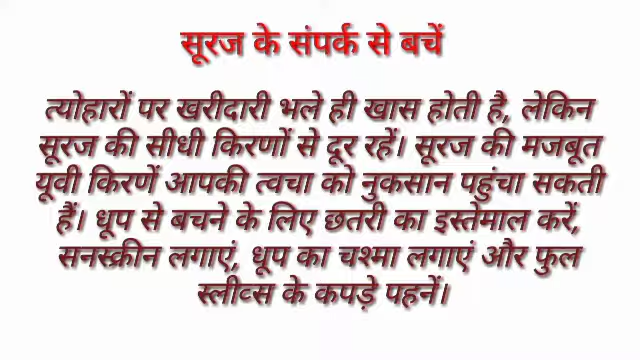 सूरज के संपर्क से बचें
त्योहारों पर खरीदारी भले ही खास होती है, लेकिन
सूरज की सीधी किरणों से दूर रहें। सूरज की मजबूत
यूवी किरणें आपकी त्वचा को नुकसान पहुंचा सकती
हैं। धूप से बचने के लिए छतरी का इस्तेमाल करें,
सनस्क्रीन लगाएं, धूप का चश्मा लगाएं और फुल
स्लीव्स के कपड़े पहनें।